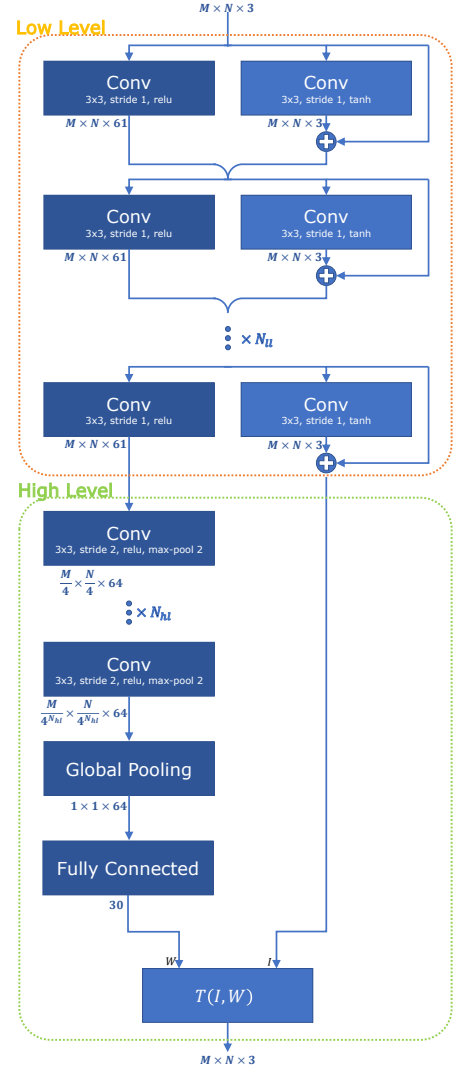 M × N × 3
Low Level
Conv
3x3, stride 1, relu
Conv
3x3, stride 1, tanh
M × N × 61
M × N × 3
Conv
3x3, stride 1, relu
Conv
3x3, stride 1, tanh
M × N × 61
M × N × 3
× N_ll
Conv
3x3, stride 1, relu
Conv
3x3, stride 1, tanh
M × N × 61
M × N × 3
High Level
Conv
3x3, stride 2, relu, max-pool 2
M/4 × N/4 × 64
× N_hl
Conv
3x3, stride 2, relu, max-pool 2
M/4^{N_hl} × N/4^{N_hl} × 64
Global Pooling
1 × 1 × 64
Fully Connected
30
W
I
T(I, W)
M × N × 3